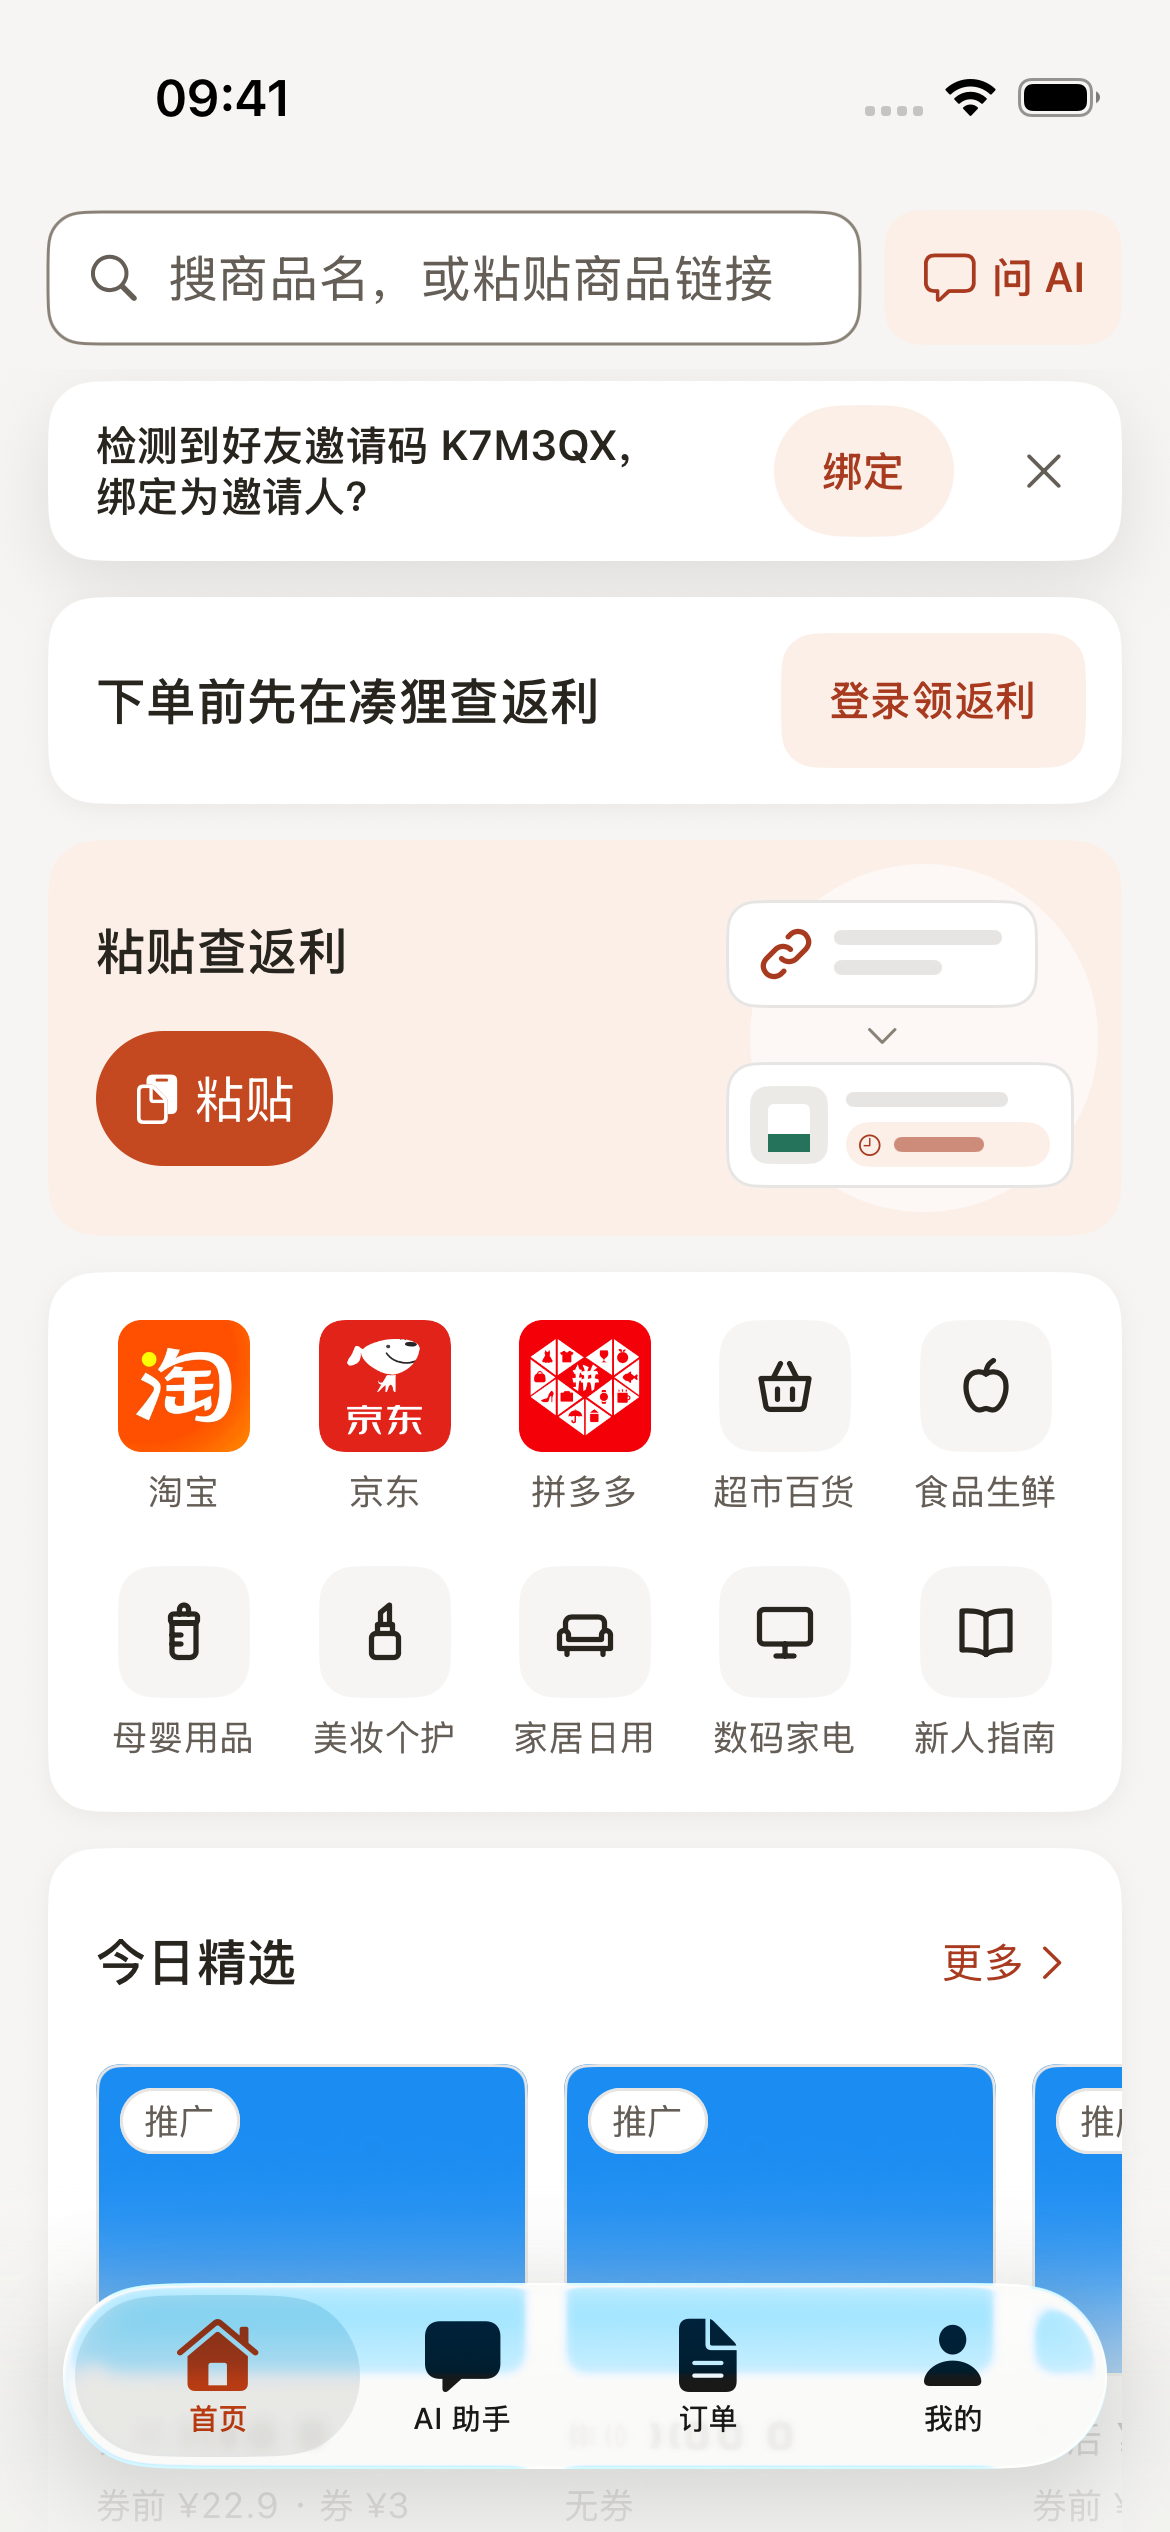 09:41
搜商品名，或粘贴商品链接
问 AI
检测到好友邀请码 K7M3QX，
绑定为邀请人？
绑定
下单前先在凑狸查返利
登录领返利
粘贴查返利
粘贴
淘
京东
拼
淘宝
京东
拼多多
超市百货
食品生鲜
母婴用品
美妆个护
家居日用
数码家电
新人指南
今日精选
更多
推广
推广
推广
首页
AI 助手
订单
我的
券前 ¥22.9 · 券 ¥3
无券
券前 ¥